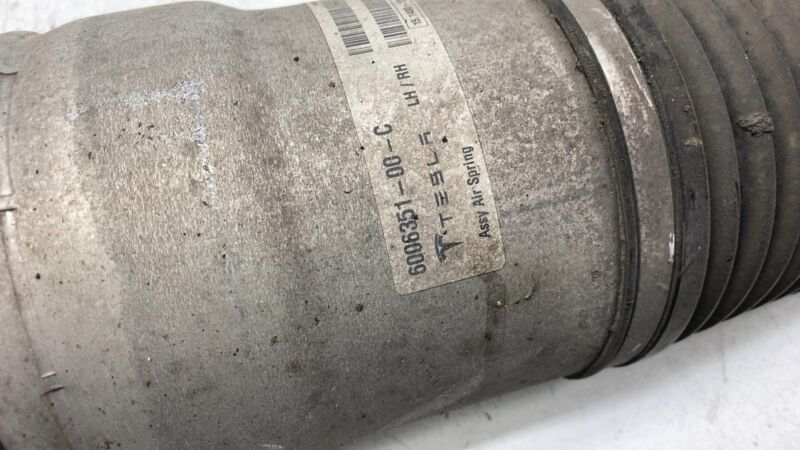 6006351-00-C
TESLA LH / RH
Assy Air Spring